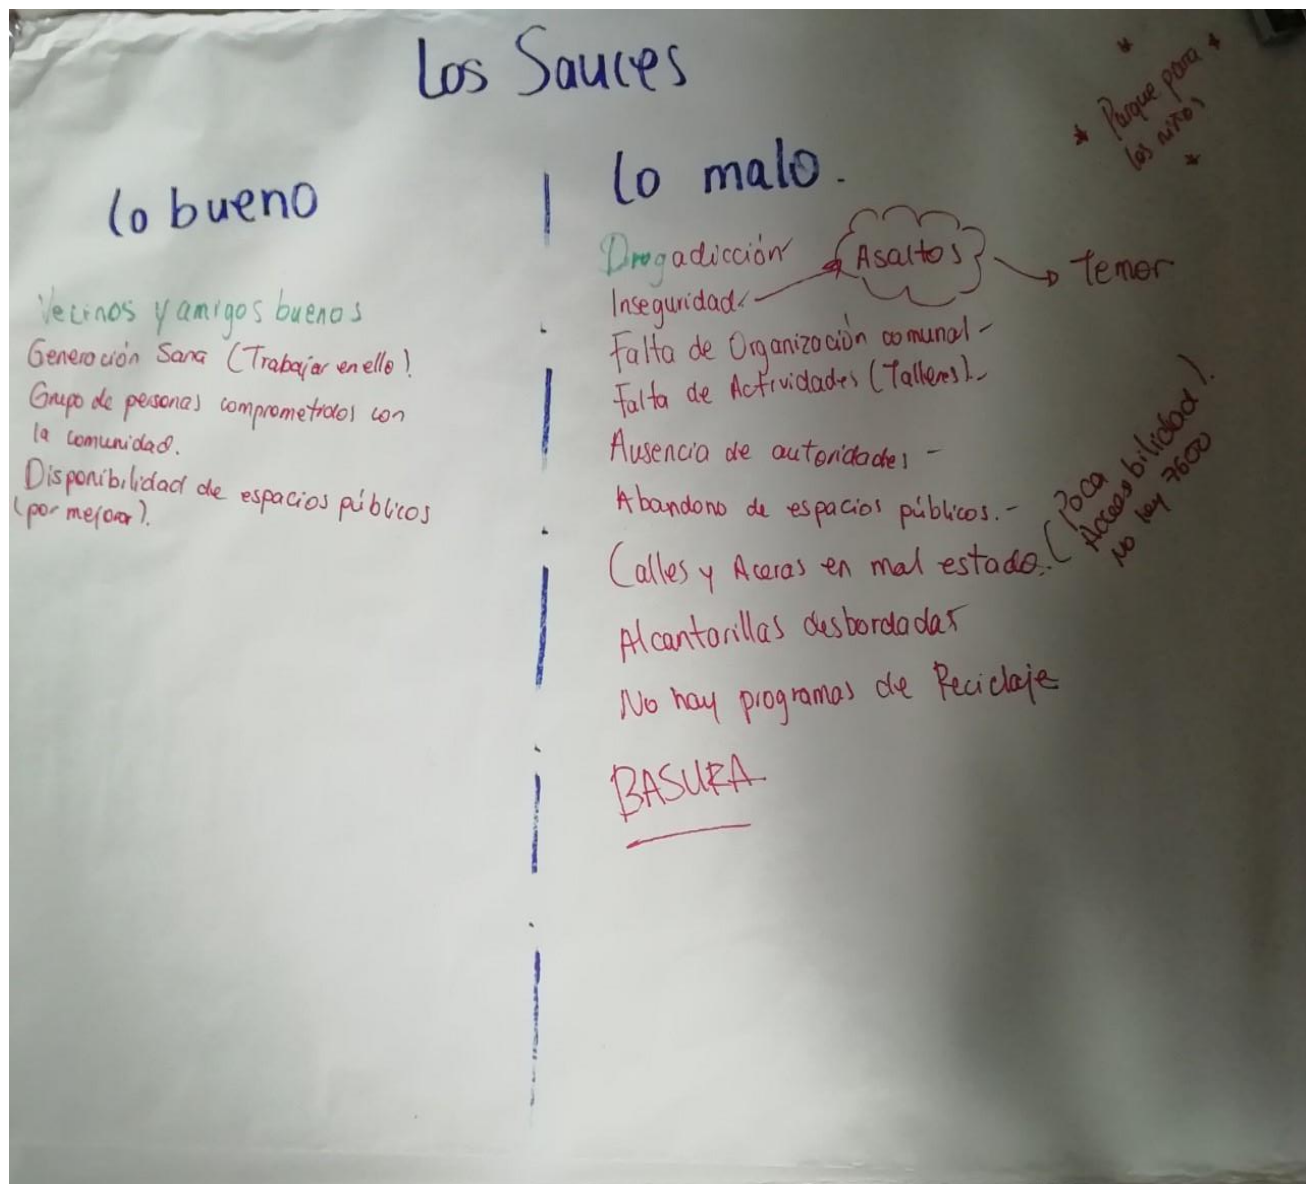 Los Sauces
* Parque para *
los niños
*
*
lo bueno
Vecinos y amigos buenos
Generación Sana (Trabajar en ello).
Grupo de personas comprometidos con
la comunidad.
Disponibilidad de espacios públicos
(por mejorar).
lo malo.
Drogadicción
Asaltos
Temor
Inseguridad
Falta de Organización comunal -
Falta de Actividades (Talleres). -
Ausencia de autoridades -
Abandono de espacios públicos. -
Calles y Aceras en mal estado. (Poca
Accesibilidad).
No hay 7600
Alcantarillas desbordadas
No hay programas de Reciclaje
BASURA